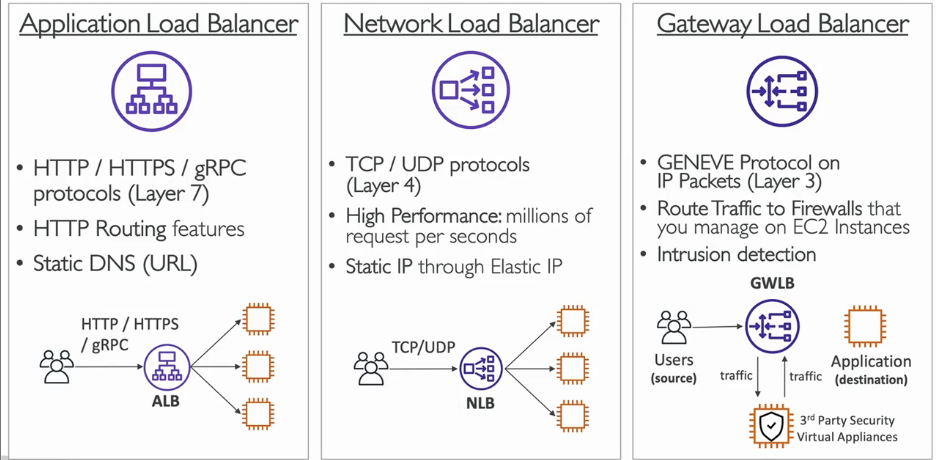 Application Load Balancer
• HTTP / HTTPS / gRPC
protocols (Layer 7)
• HTTP Routing features
• Static DNS (URL)
HTTP / HTTPS
/ gRPC
ALB
Network Load Balancer
• TCP / UDP protocols
(Layer 4)
• High Performance: millions of
request per seconds
• Static IP through Elastic IP
TCP/UDP
NLB
Gateway Load Balancer
• GENEVE Protocol on
IP Packets (Layer 3)
• Route Traffic to Firewalls that
you manage on EC2 Instances
• Intrusion detection
GWLB
Users
(source)
Application
(destination)
traffic
traffic
3rd Party Security
Virtual Appliances